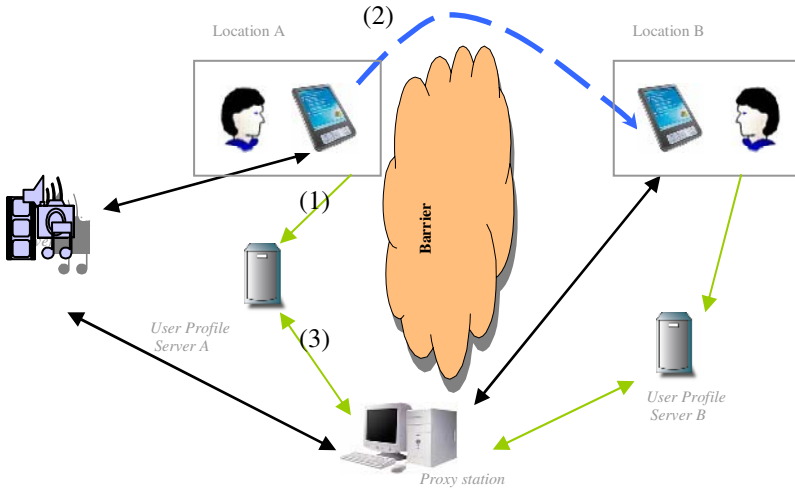 (2)
Location A
Location B
(1)
Barrier
(3)
User Profile
Server A
User Profile
Server B
Proxy station